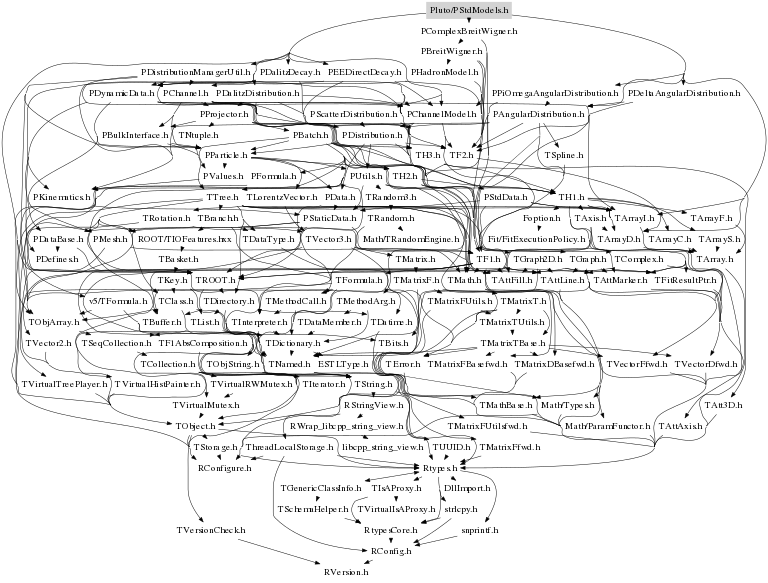 Pluto/PStdModels.h
PComplexBreitWigner.h
PBreitWigner.h
PDistributionManagerUtil.h PDalitzDecay.h PEEDirectDecay.h PHadronModel.h
PDynamicData.h PChannel.h PDalitzDistribution.h PPiOmegaAngularDistribution.h PDeltaAngularDistribution.h
PProjector.h PScatterDistribution.h PChannelModel.h PAngularDistribution.h
PBulkInterface.h TNtuple.h PBatch.h PDistribution.h
PParticle.h TH3.h TF2.h TSpline.h
PValues.h PFormula.h PUtils.h TH2.h
PKinematics.h TTree.h TLorentzVector.h PData.h TRandom3.h PStdData.h TH1.h
TRotation.h TBranch.h PStaticData.h TRandom.h Foption.h TAxis.h TArrayI.h TArrayF.h
PDataBase.h PMesh.h ROOT/TIOFeatures.hxx TDataType.h TVector3.h Math/TRandomEngine.h Fit/FitExecutionPolicy.h TArrayD.h TArrayC.h TArrayS.h
PDefines.h TBasket.h TMatrix.h TF1.h TGraph2D.h TGraph.h TComplex.h TArray.h
TKey.h TROOT.h TFormula.h TMatrixF.h TMath.h TAttFill.h TAttLine.h TAttMarker.h TFitResultPtr.h
v5/TFormula.h TClass.h TDirectory.h TMethodCall.h TMethodArg.h TMatrixFUtils.h TMatrixT.h
TObjArray.h TBuffer.h TList.h TInterpreter.h TDataMember.h TDatime.h TMatrixTUtils.h
TVector2.h TSeqCollection.h TF1AbsComposition.h TDictionary.h TBits.h TMatrixTBase.h
TCollection.h TObjString.h TNamed.h ESTLType.h TError.h TMatrixFBasefwd.h TMatrixDBasefwd.h TVectorFfwd.h TVectorDfwd.h
TVirtualTreePlayer.h TVirtualHistPainter.h TVirtualRWMutex.h TIterator.h TString.h
TVirtualMutex.h RStringView.h TMathBase.h Math/Types.h TAtt3D.h
TObject.h RWrap_libcpp_string_view.h TMatrixFUtilsfwd.h Math/ParamFunctor.h TAttAxis.h
TStorage.h ThreadLocalStorage.h libcpp_string_view.h TUUID.h TMatrixFfwd.h
RConfigure.h Rtypes.h
TGenericClassInfo.h TIsAProxy.h DllImport.h
TSchemaHelper.h TVirtualIsAProxy.h strlcpy.h
TVersionCheck.h RtypesCore.h snprintf.h
RConfig.h
RVersion.h